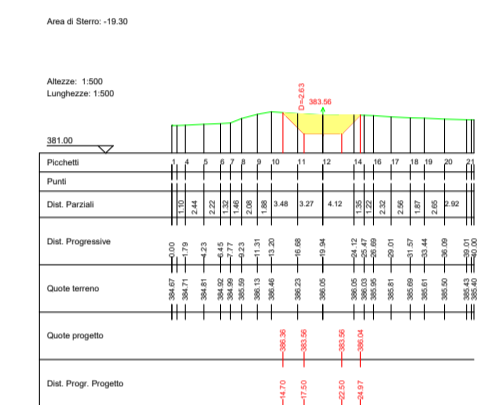 Area di Sterro: -19.30
Altezze: 1:500
Lunghezze: 1:500
D=2.63
383.56
381.00
Picchetti 1 4 5 6 7 8 9 10 11 12 14 16 17 18 19 20 21
Punti
Dist. Parziali 1.10 2.44 2.22 1.32 1.46 2.08 1.88 3.48 3.27 4.12 1.35 1.22 2.32 2.56 1.87 2.65 2.92
Dist. Progressive 0.00 1.79 4.23 6.45 7.77 9.23 11.31 13.20 16.68 19.94 24.12 25.47 26.69 29.01 31.57 33.44 36.09 39.01 40.00
Quote terreno 384.67 384.71 384.81 384.92 384.99 385.59 386.13 386.46 386.23 386.05 386.05 386.03 385.95 385.81 385.69 385.61 385.50 385.43 385.40
Quote progetto 386.36 383.56 383.56 386.04
Dist. Progr. Progetto 14.70 17.50 22.50 24.97